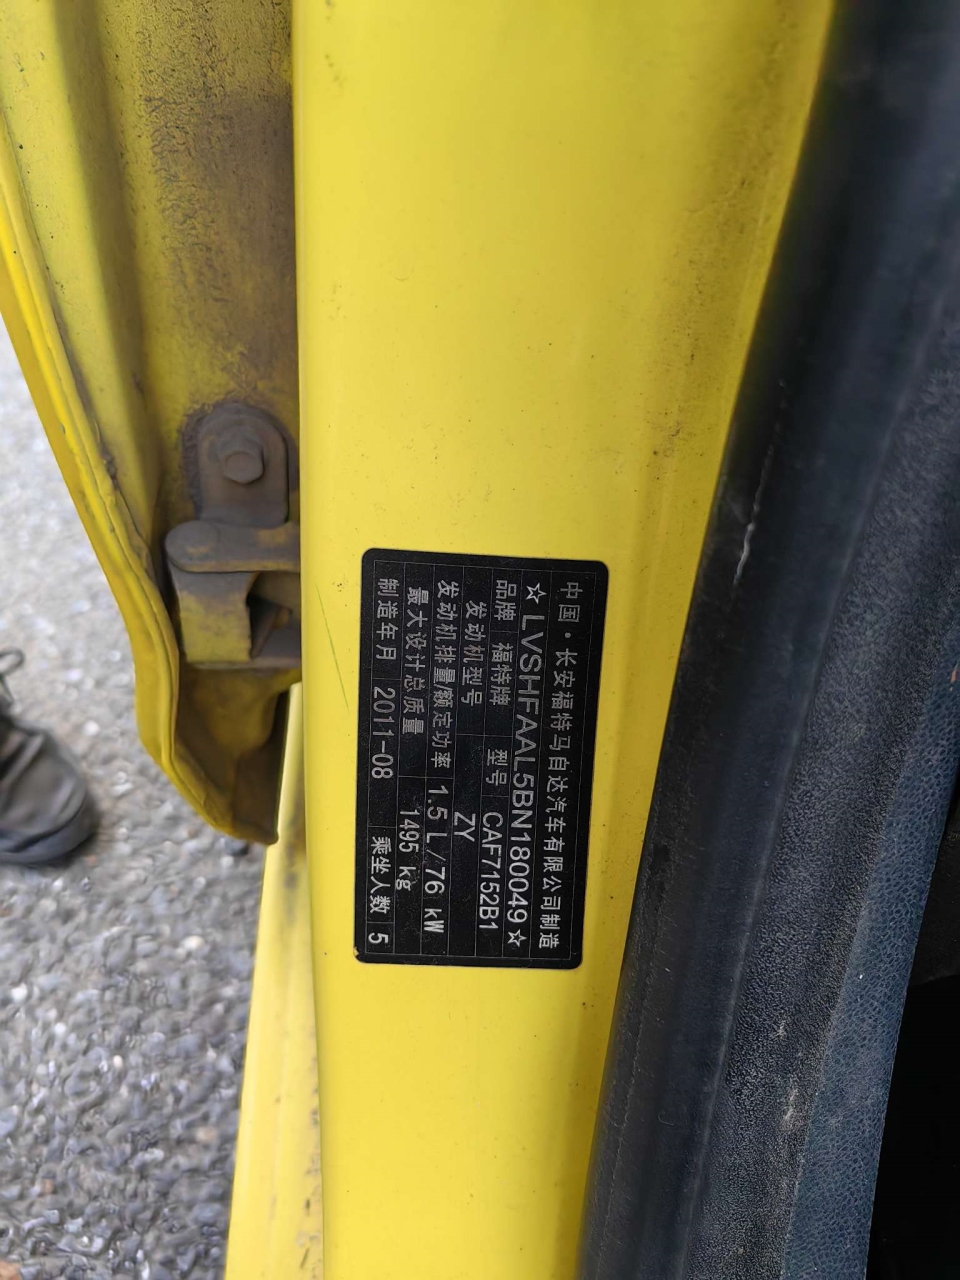 中国·长安福特马自达汽车有限公司制造
☆LVSHFAAL5BN180049☆
品牌 福特牌 型号 CAF7152B1
发动机型号 ZY
发动机排量/额定功率 1.5 L/76 kW
最大设计总质量 1495 kg
制造年月 2011-08 乘坐人数 5